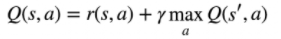 Q(s, a) = r(s, a) + γ max Q(s′, a)
a